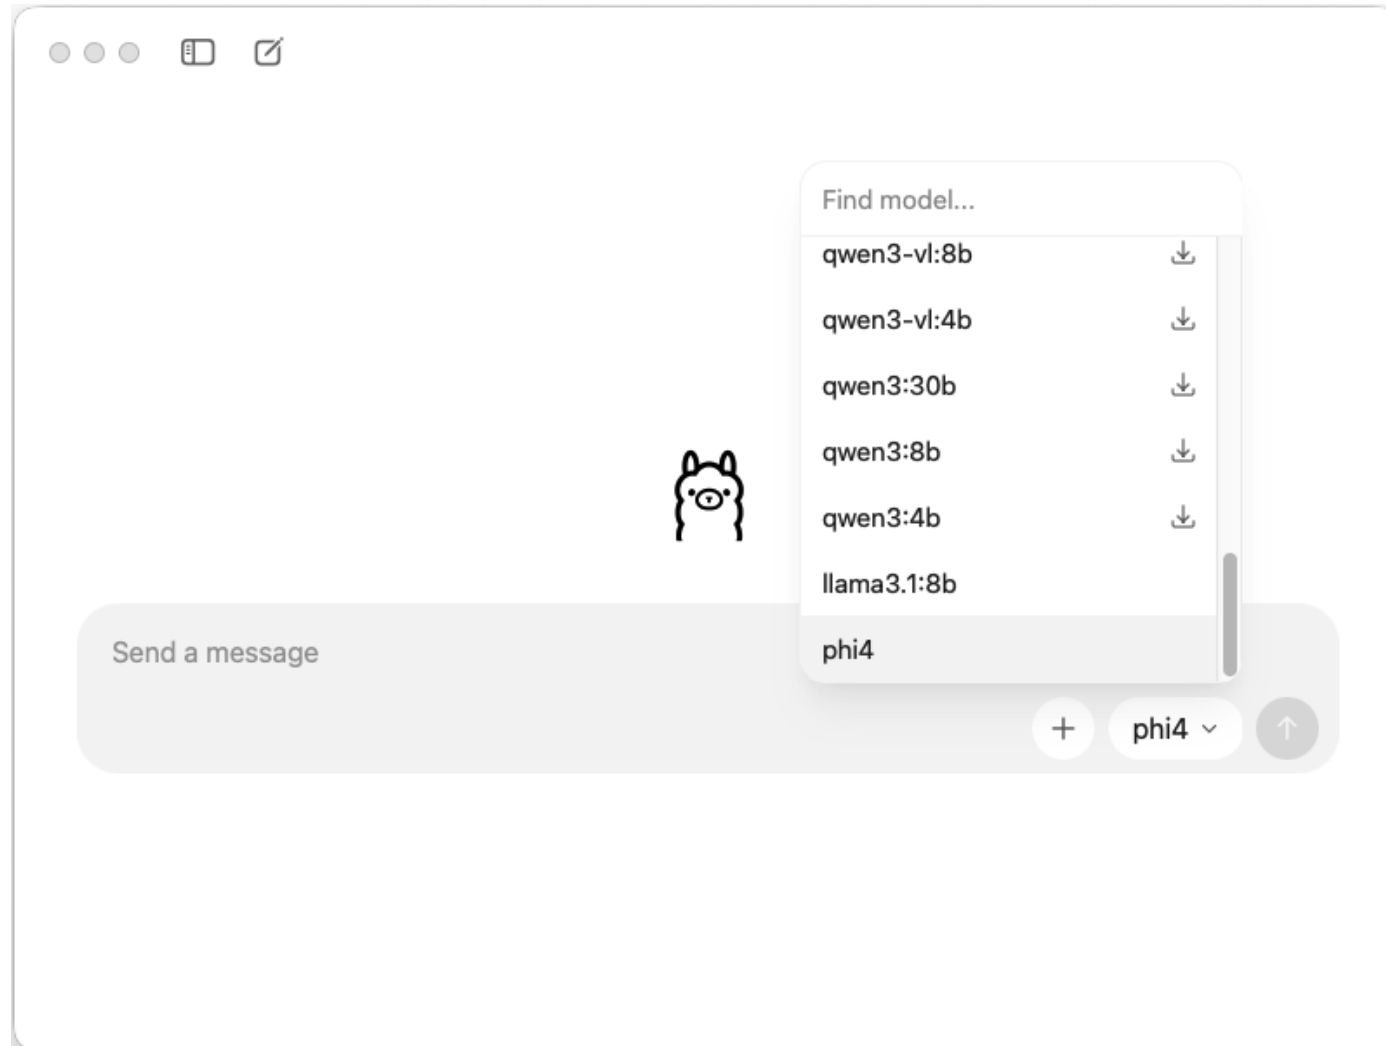 Find model...
qwen3-vl:8b
qwen3-vl:4b
qwen3:30b
qwen3:8b
qwen3:4b
llama3.1:8b
phi4
Send a message
phi4